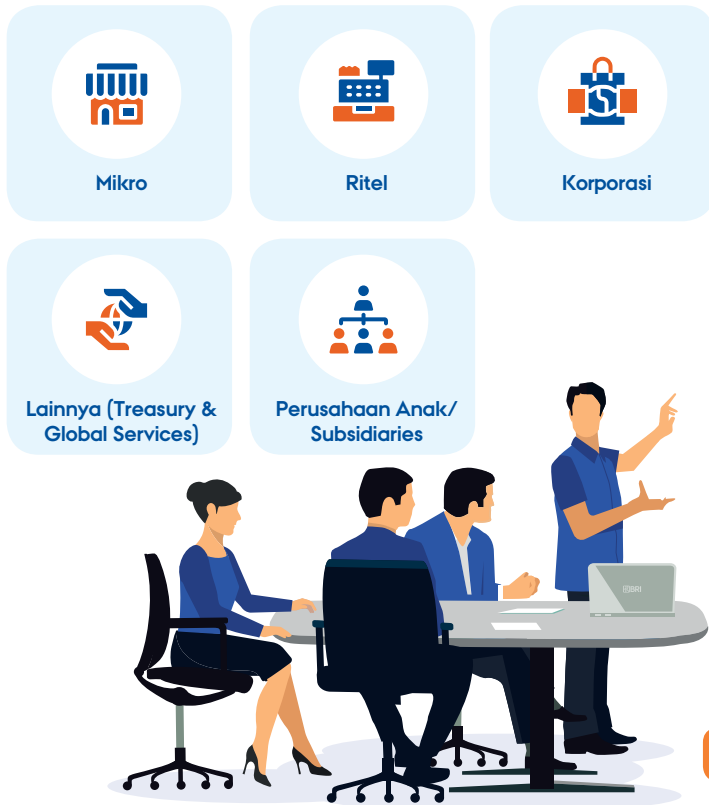 Mikro
Ritel
Korporasi
Lainnya (Treasury &
Global Services)
Perusahaan Anak/
Subsidiaries
BRI